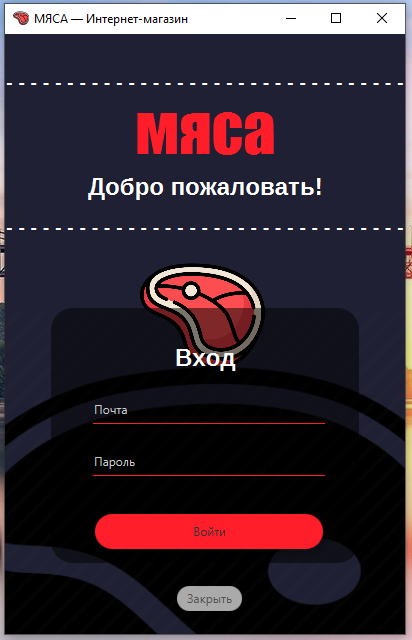 МЯСА — Интернет-магазин
мяса
Добро пожаловать!
Вход
Почта
Пароль
Войти
Закрыть